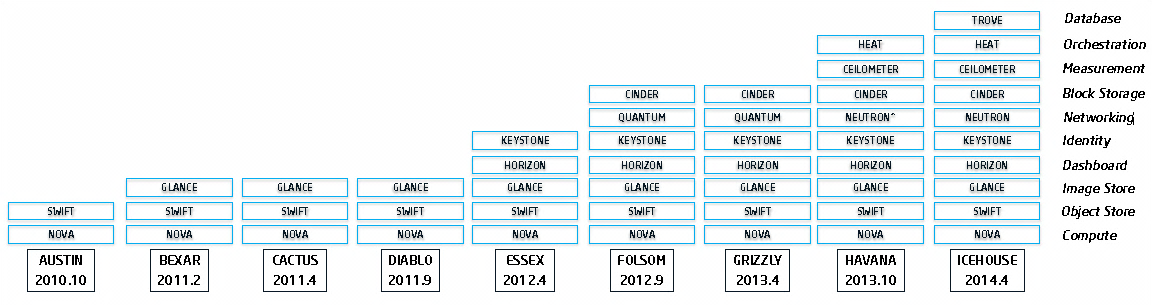 TROVE Database
HEAT HEAT Orchestration
CEILOMETER CEILOMETER Measurement
CINDER CINDER CINDER CINDER Block Storage
QUANTUM QUANTUM NEUTRON* NEUTRON Networking
KEYSTONE KEYSTONE KEYSTONE KEYSTONE KEYSTONE Identity
HORIZON HORIZON HORIZON HORIZON HORIZON Dashboard
GLANCE GLANCE GLANCE GLANCE GLANCE GLANCE GLANCE GLANCE Image Store
SWIFT SWIFT SWIFT SWIFT SWIFT SWIFT SWIFT SWIFT SWIFT Object Store
NOVA NOVA NOVA NOVA NOVA NOVA NOVA NOVA NOVA Compute
AUSTIN BEXAR CACTUS DIABLO ESSEX FOLSOM GRIZZLY HAVANA ICEHOUSE
2010.10 2011.2 2011.4 2011.9 2012.4 2012.9 2013.4 2013.10 2014.4